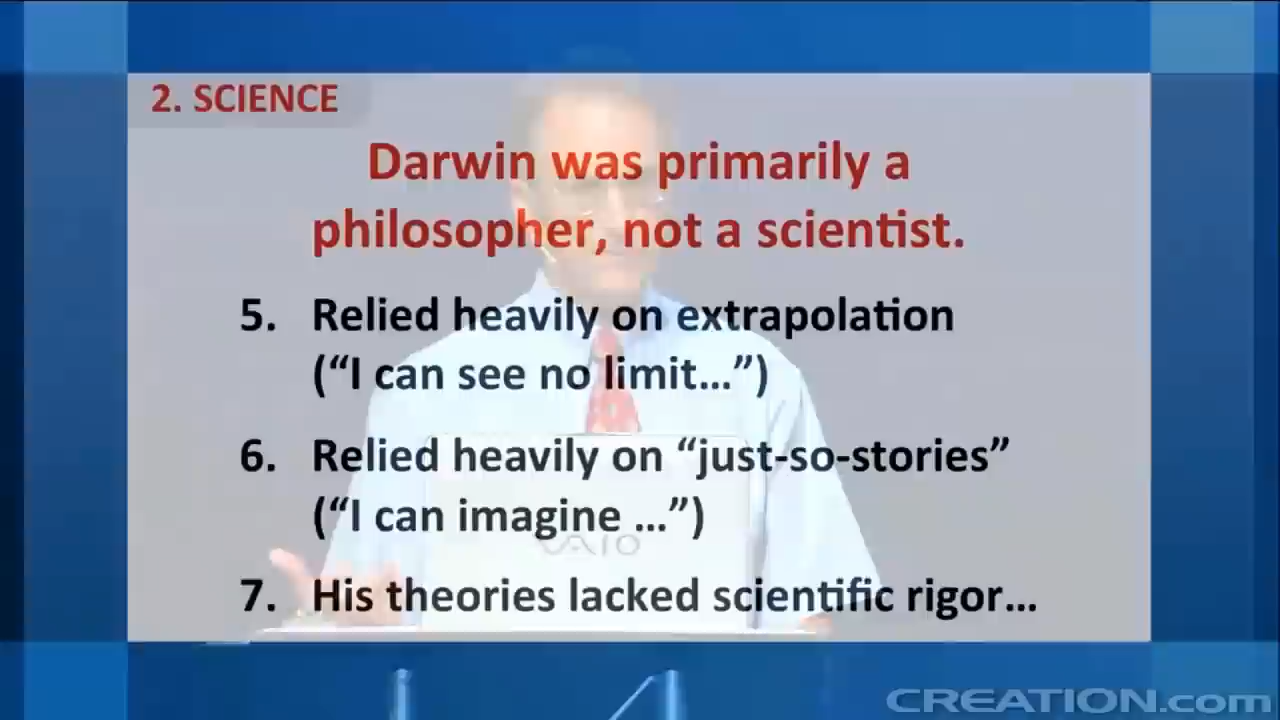 2. SCIENCE
Darwin was primarily a
philosopher, not a scientist.
5. Relied heavily on extrapolation
(“I can see no limit…”)
6. Relied heavily on “just-so-stories”
(“I can imagine …”)
VAIO
7. His theories lacked scientific rigor…
CREATION.com